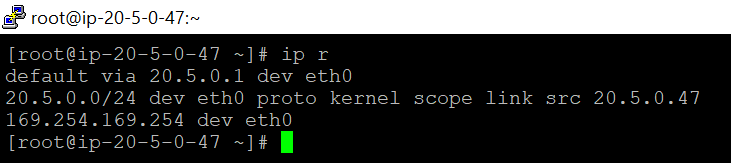 root@ip-20-5-0-47:~
[root@ip-20-5-0-47 ~]# ip r
default via 20.5.0.1 dev eth0
20.5.0.0/24 dev eth0 proto kernel scope link src 20.5.0.47
169.254.169.254 dev eth0
[root@ip-20-5-0-47 ~]#